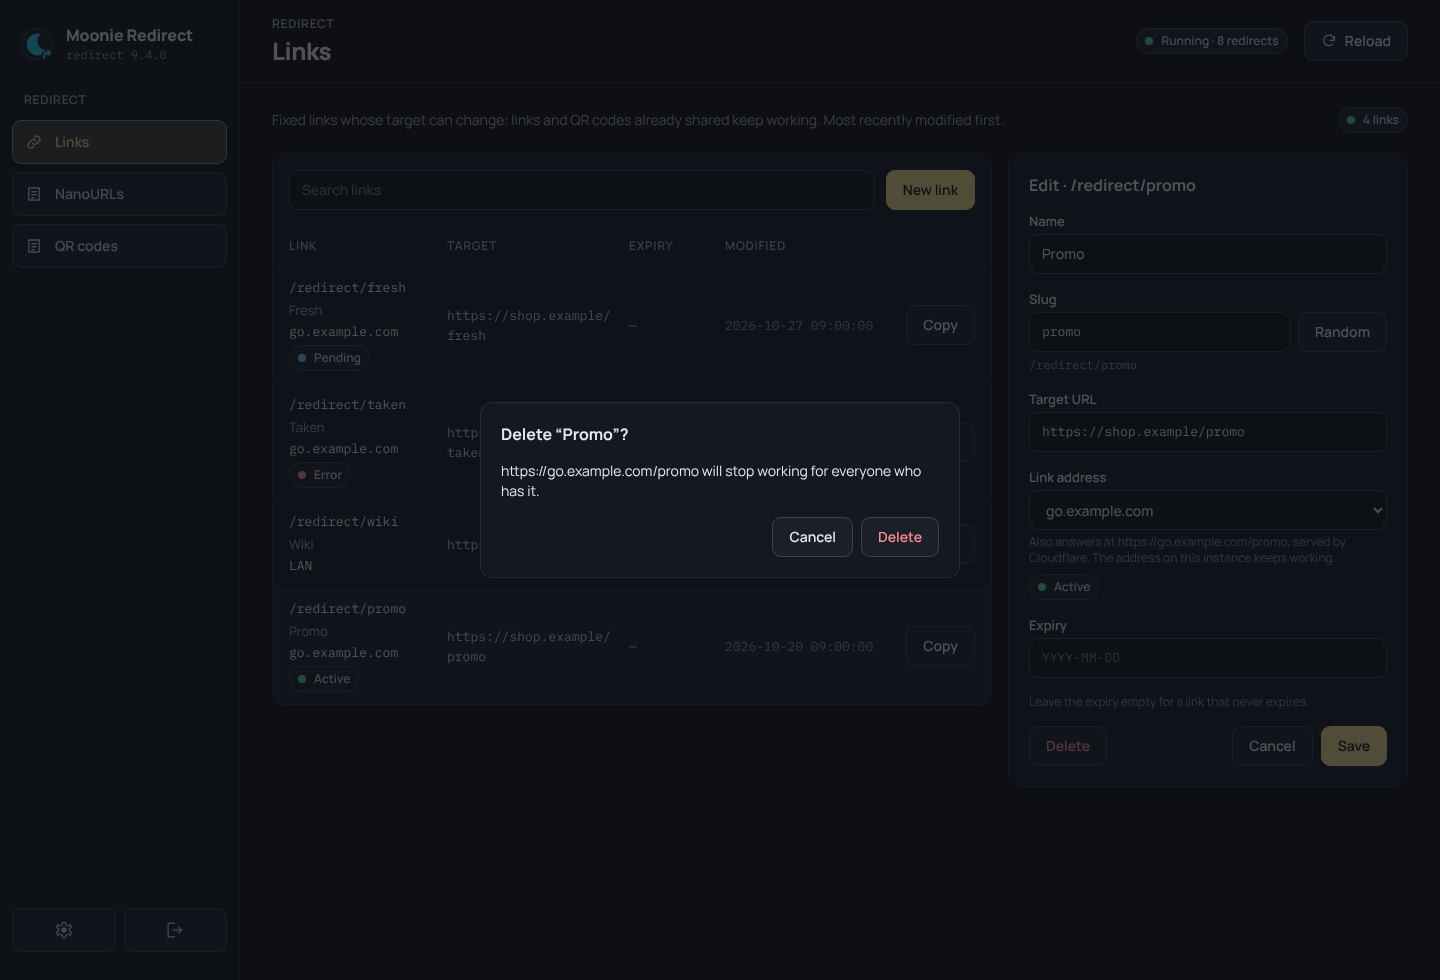 Moonie Redirect
redirect 9.4.0
REDIRECT
Links
NanoURLs
QR codes
REDIRECT
Links
Running · 8 redirects
Reload
Fixed links whose target can change: links and QR codes already shared keep working. Most recently modified first.
4 links
Search links
New link
LINK TARGET EXPIRY MODIFIED
/redirect/fresh
Fresh
go.example.com
Pending
https://shop.example/
fresh
—
2026-10-27 09:00:00
Copy
/redirect/taken
Taken
go.example.com
Error
http
take
/redirect/wiki
Wiki
LAN
http
/redirect/promo
Promo
go.example.com
Active
https://shop.example/
promo
—
2026-10-20 09:00:00
Copy
Delete “Promo”?
https://go.example.com/promo will stop working for everyone who
has it.
Cancel
Delete
Edit · /redirect/promo
Name
Promo
Slug
promo
Random
/redirect/promo
Target URL
https://shop.example/promo
Link address
go.example.com
Also answers at https://go.example.com/promo, served by
Cloudflare. The address on this instance keeps working.
Active
Expiry
YYYY-MM-DD
Leave the expiry empty for a link that never expires.
Delete
Cancel
Save